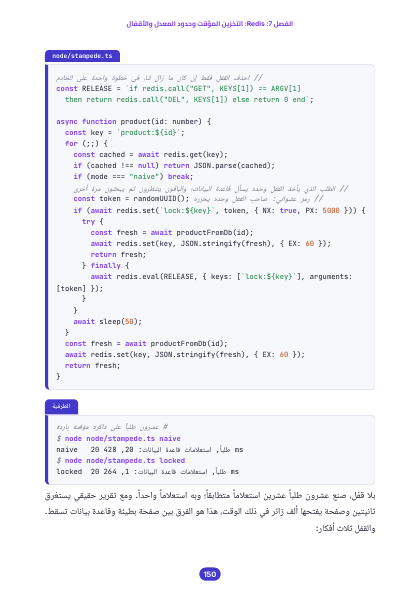 الفصل 7: Redis: التخزين المؤقت وحدود المعدل والأقفال
node/stampede.ts
// احذف القفل فقط إن كان ما زال لنا، في خطوة واحدة على الخادم
const RELEASE = `if redis.call("GET", KEYS[1]) == ARGV[1]
then return redis.call("DEL", KEYS[1]) else return 0 end`;
async function product(id: number) {
const key = `product:${id}`;
for (;;) {
const cached = await redis.get(key);
if (cached !== null) return JSON.parse(cached);
if (mode === "naive") break;
// الطلب الذي يأخذ القفل وحده يسأل قاعدة البيانات؛ والباقون ينتظرون ثم يبحثون مرة أخرى
const token = randomUUID(); // رمز عشوائي: صاحب القفل وحده يحرره
if (await redis.set(`lock:${id}`, token, { NX: true, PX: 5000 })) {
try {
const fresh = await productFromDb(id);
await redis.set(key, JSON.stringify(fresh), { EX: 60 });
return fresh;
} finally {
await redis.eval(RELEASE, { keys: [`lock:${id}`], arguments:
[token] });
}
}
await sleep(50);
}
const fresh = await productFromDb(id);
await redis.set(key, JSON.stringify(fresh), { EX: 60 });
return fresh;
}
الطرفية
# عشرون طلباً على ذاكرة مؤقتة باردة
$ node node/stampede.ts naive
naive 20 طلباً, استعلامات قاعدة البيانات: 20, 428 ms
$ node node/stampede.ts locked
locked 20 طلباً, استعلامات قاعدة البيانات: 1, 264 ms
بلا قفل، صنع عشرون طلباً عشرين استعلاماً متطابقاً؛ وبه استعلاماً واحداً. ومع تقرير حقيقي يستغرق
ثانيتين وصفحة يفتحها ألف زائر في ذلك الوقت، هذا هو الفرق بين صفحة بطيئة وقاعدة بيانات تسقط.
والقفل ثلاث أفكار:
150